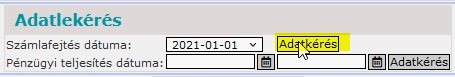 Adatlekérés
Számlafejtés dátuma: 2021-01-01 Adatkérés
Pénzügyi teljesítés dátuma: Adatkérés